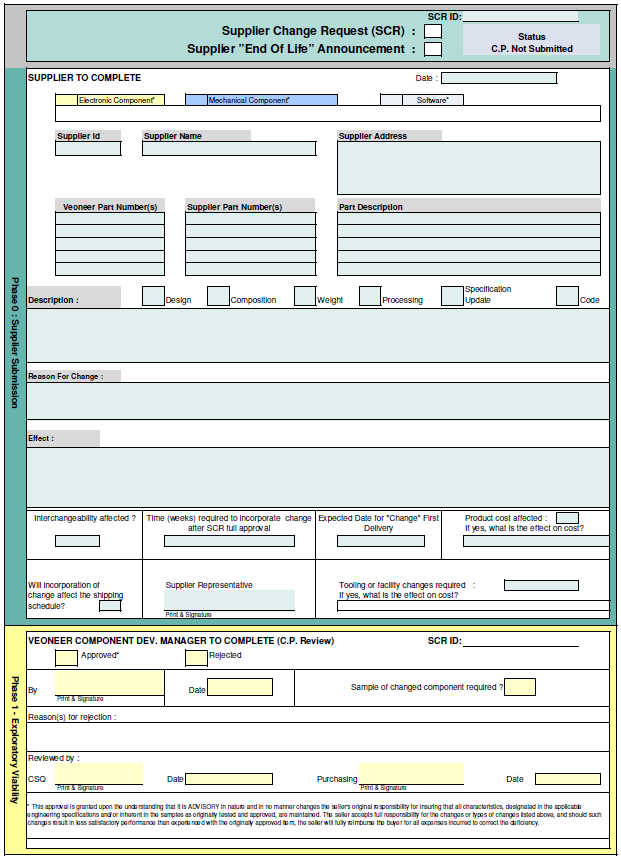 SCR ID:
Supplier Change Request (SCR) :
Supplier "End Of Life" Announcement :
Status
C.P. Not Submitted
SUPPLIER TO COMPLETE
Date :
Electronic Component*
Mechanical Component*
Software*
Supplier Id
Supplier Name
Supplier Address
Veoneer Part Number(s)
Supplier Part Number(s)
Part Description
Phase 0 : Supplier Submission
Description :
Design
Composition
Weight
Processing
Specification
Update
Code
Reason For Change :
Effect :
Interchangeability affected ?
Time (weeks) required to incorporate change
after SCR full approval
Expected Date for "Change" First
Delivery
Product cost affected :
If yes, what is the effect on cost?
Will incorporation of
change affect the shipping
schedule?
Supplier Representative
Print & Signature
Tooling or facility changes required :
If yes, what is the effect on cost?
Phase 1 - Exploratory Viability
VEONEER COMPONENT DEV. MANAGER TO COMPLETE (C.P. Review)
SCR ID:
Approved*
Rejected
By
Print & Signature
Date
Sample of changed component required ?
Reason(s) for rejection :
Reviewed by :
CSQ
Print & Signature
Date
Purchasing
Print & Signature
Date
* This approval is granted upon the understanding that it is ADVISORY in nature and in no manner changes the seller's original responsibility for insuring that all characteristics, designated in the applicable
engineering specifications and/or inherent in the samples as originally tested and approved, are maintained. The seller accepts full responsibility for the changes or types of changes listed above, and should such
changes result in less satisfactory performance than experienced with the originally approved item, the seller will fully reimburse the buyer for all expenses incurred to correct the deficiency.